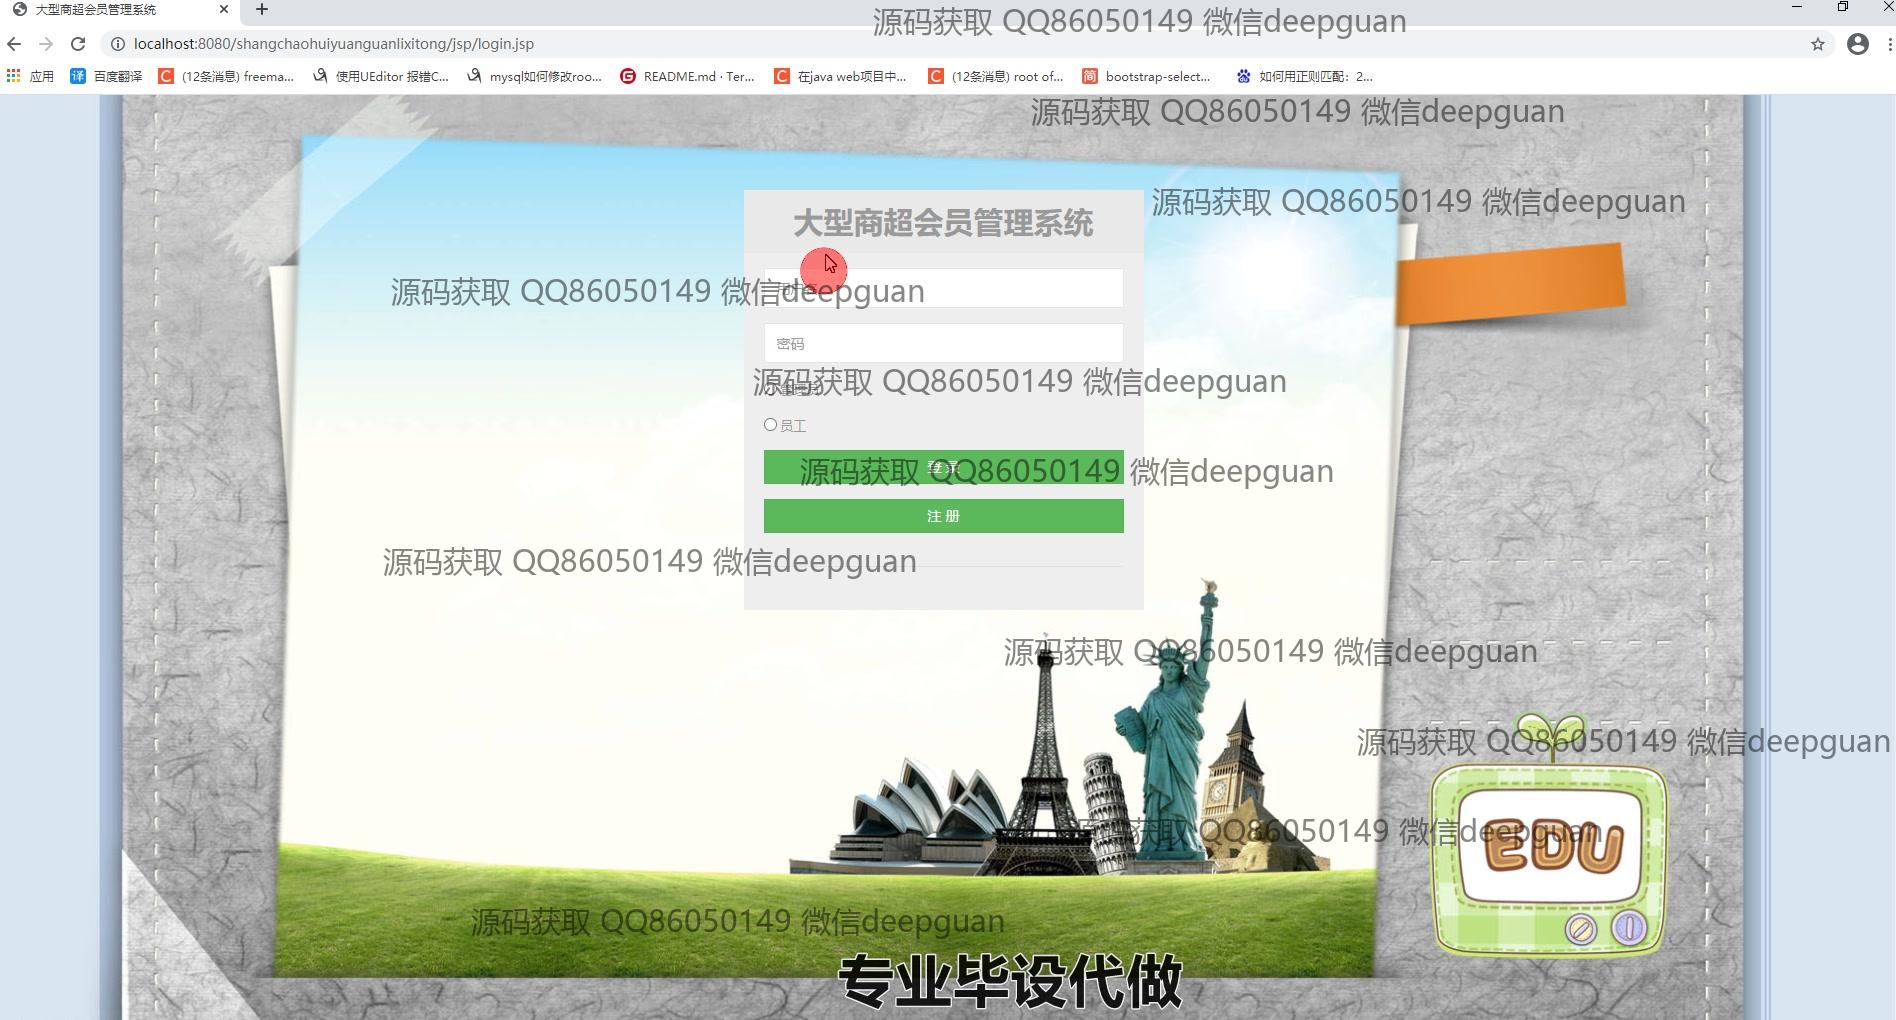 大型商超会员管理系统
源码获取 QQ86050149 微信deepguan
localhost:8080/shangchaohuiyuanguanlixitong/jsp/login.jsp
应用
百度翻译
(12条消息) freema...
使用UEditor 报错C...
mysql如何修改roo...
README.md · Ter...
在java web项目中...
(12条消息) root of...
bootstrap-select...
如何用正则匹配：2...
源码获取 QQ86050149 微信deepguan
源码获取 QQ86050149 微信deepguan
大型商超会员管理系统
源码获取 QQ86050149 微信deepguan
密码
源码获取 QQ86050149 微信deepguan
员工
登 录
源码获取 QQ86050149 微信deepguan
注 册
源码获取 QQ86050149 微信deepguan
源码获取 QQ86050149 微信deepguan
源码获取 QQ86050149 微信deepguan
源码获取 QQ86050149 微信deepguan
EDU
源码获取 QQ86050149 微信deepguan
专业毕设代做